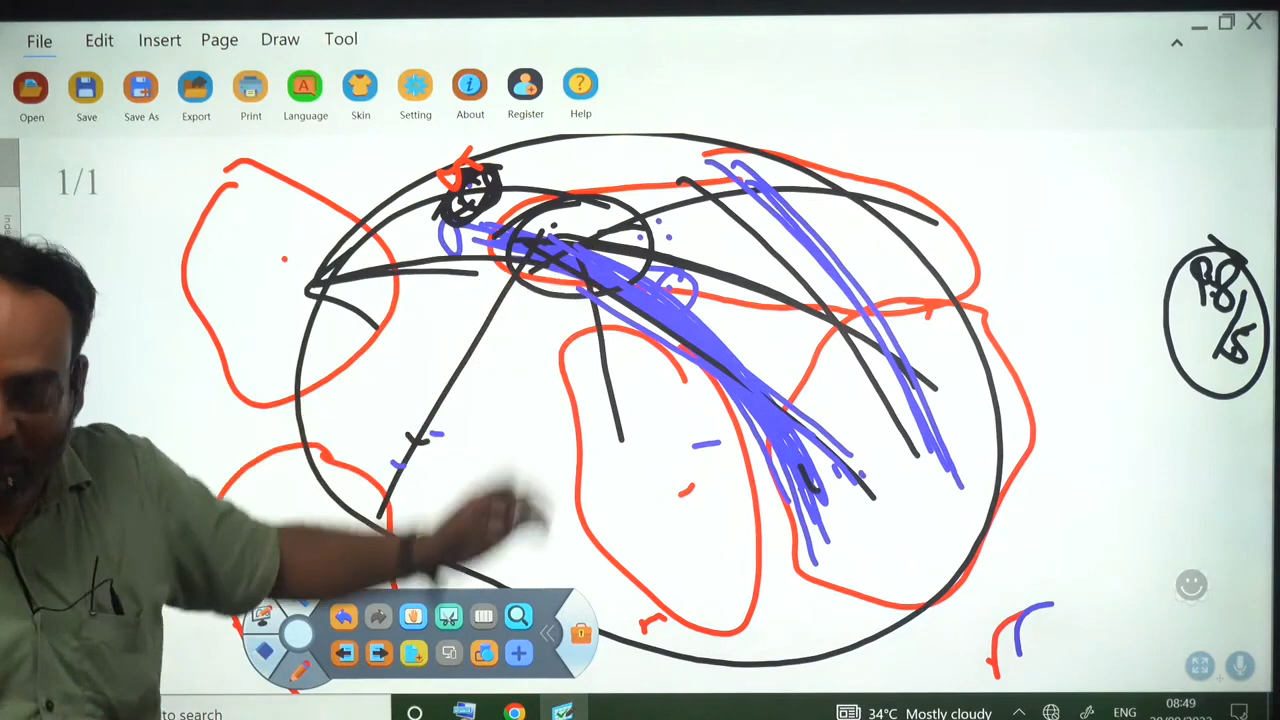 File Edit Insert Page Draw Tool
Open Save Save As Export Print Language Skin Setting About Register Help
1/1
to search
34°C Mostly cloudy ENG 08:49